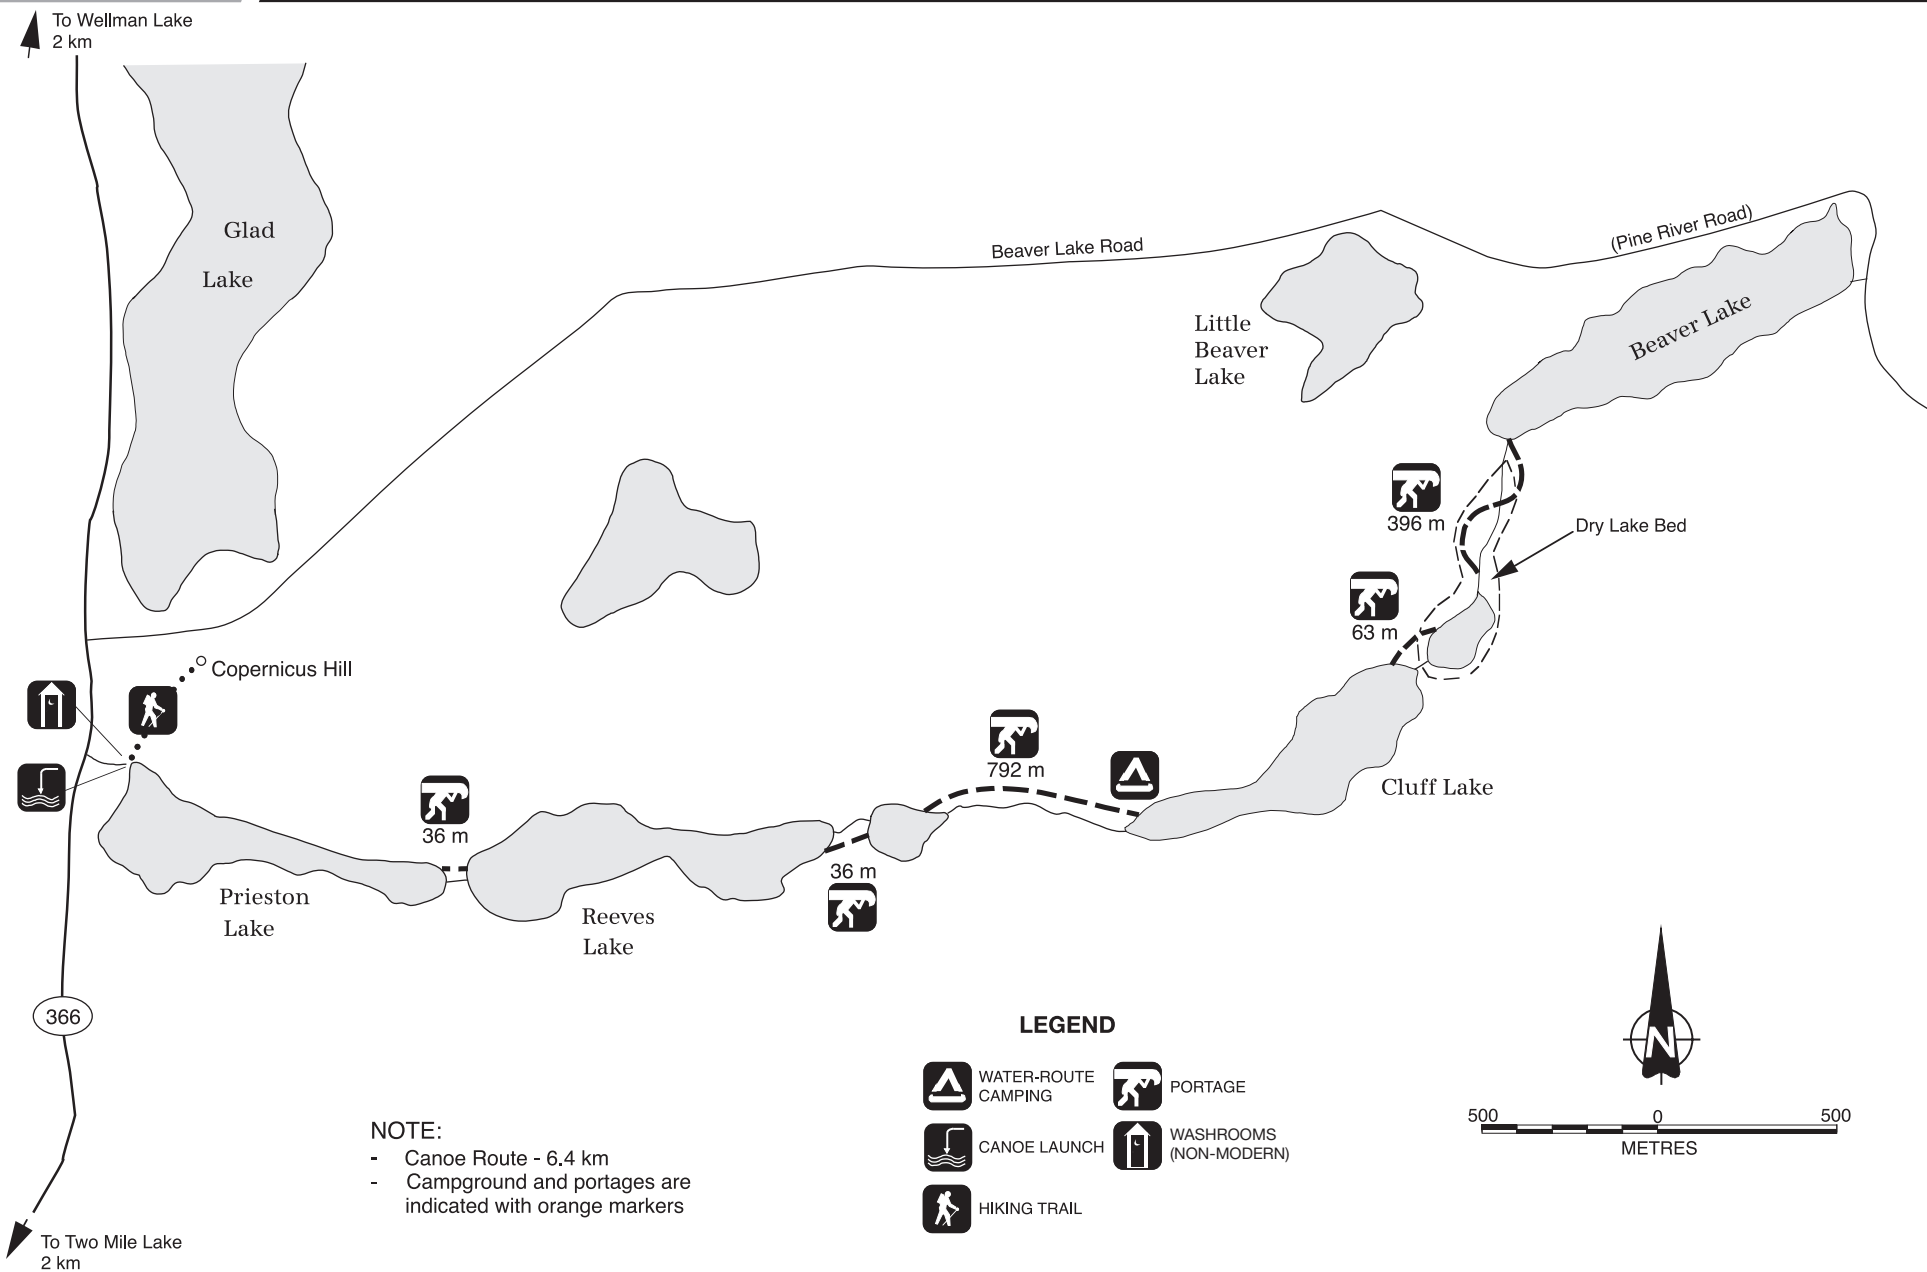 To Wellman Lake
2 km
Glad
Lake
Beaver Lake Road
(Pine River Road)
Little
Beaver
Lake
Beaver Lake
396 m
Dry Lake Bed
63 m
Copernicus Hill
792 m
Cluff Lake
36 m
36 m
Prieston
Lake
Reeves
Lake
366
LEGEND
WATER-ROUTE
CAMPING
PORTAGE
CANOE LAUNCH
WASHROOMS
(NON-MODERN)
HIKING TRAIL
N
500 0 500
METRES
NOTE:
- Canoe Route - 6.4 km
- Campground and portages are
indicated with orange markers
To Two Mile Lake
2 km